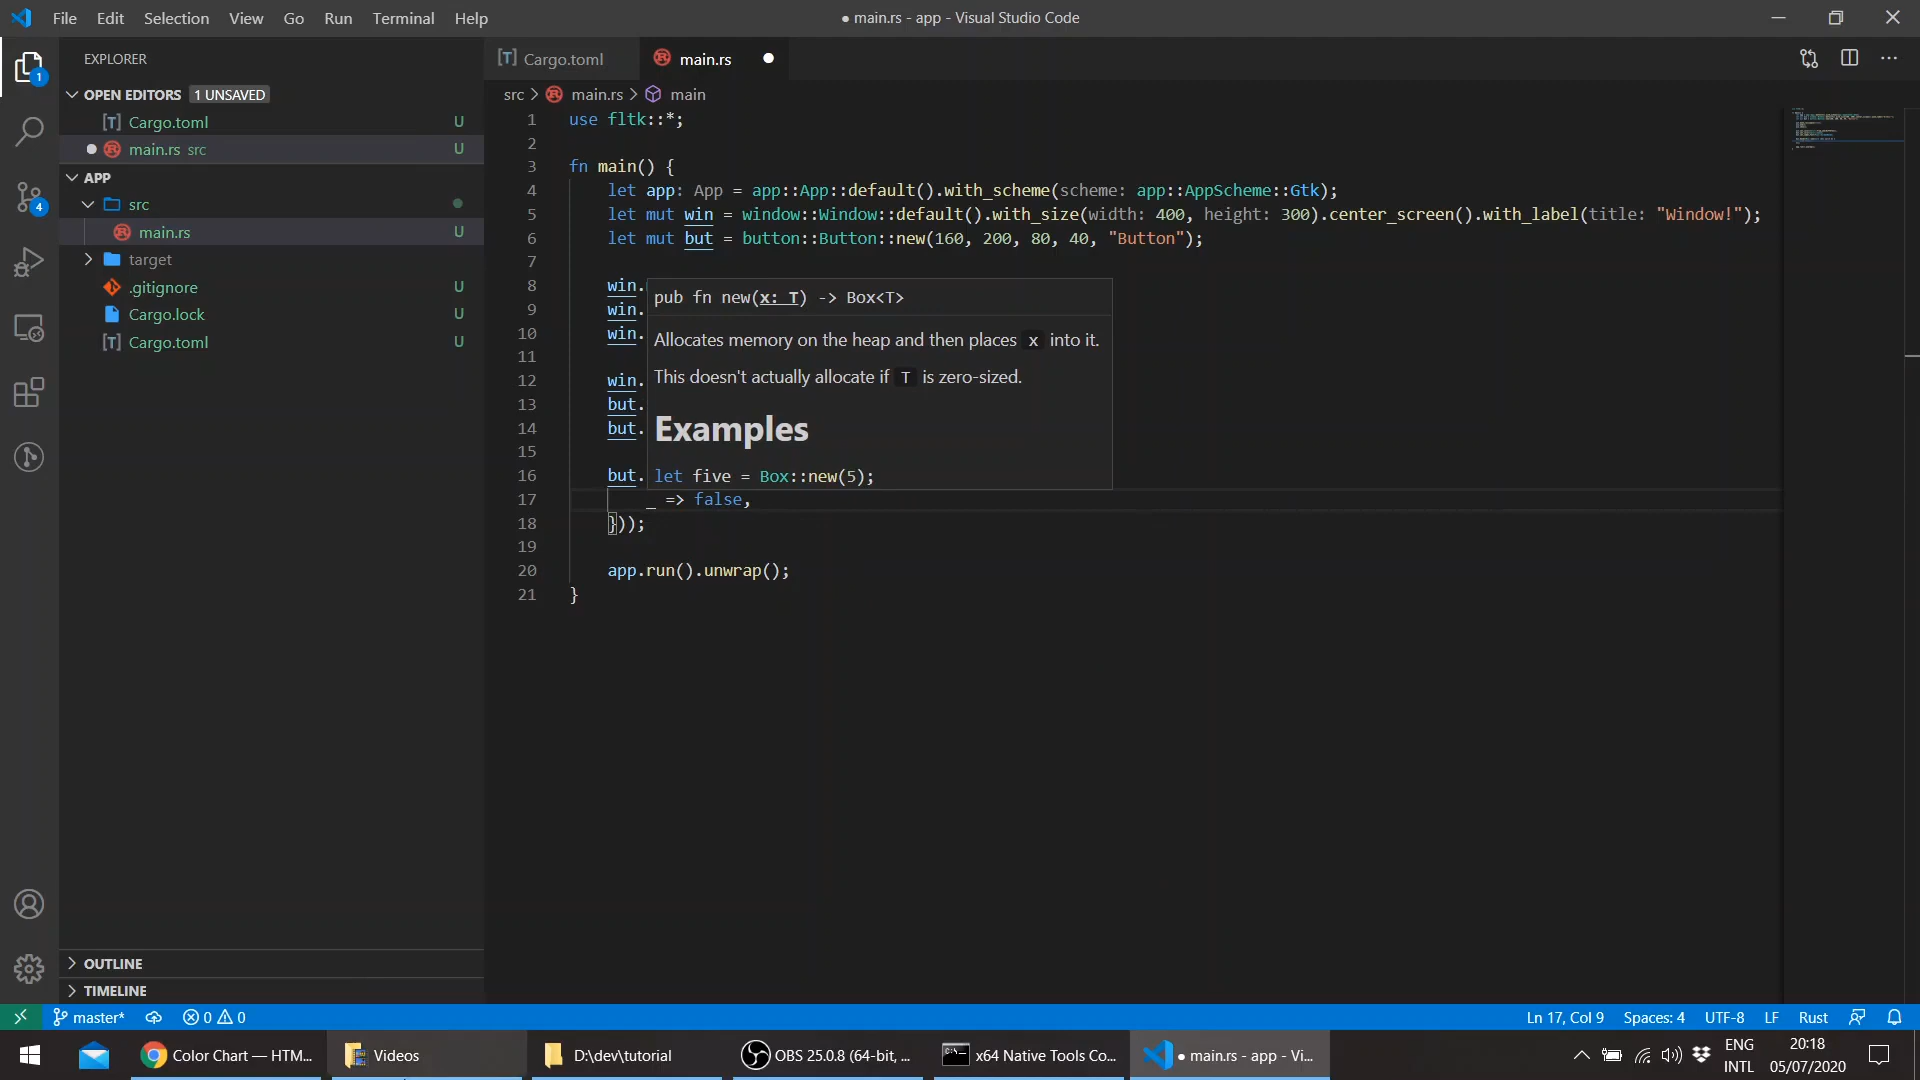 File Edit Selection View Go Run Terminal Help
● main.rs - app - Visual Studio Code
EXPLORER
OPEN EDITORS 1 UNSAVED
[T] Cargo.toml U
main.rs src U
APP
src
main.rs U
target
.gitignore U
Cargo.lock U
[T] Cargo.toml U
OUTLINE
TIMELINE
1
4
[T] Cargo.toml
main.rs
src > main.rs > main
1 use fltk::*;
2
3 fn main() {
4 let app: App = app::App::default().with_scheme(scheme: app::AppScheme::Gtk);
5 let mut win = window::Window::default().with_size(width: 400, height: 300).center_screen().with_label(title: "Window!");
6 let mut but = button::Button::new(160, 200, 80, 40, "Button");
7
8 win.
9 win.
10 win.
11
12 win.
13 but.
14 but.
15
16 but.
17 _ => false,
18 }));
19
20 app.run().unwrap();
21 }
pub fn new(x: T) -> Box<T>
Allocates memory on the heap and then places x into it.
This doesn't actually allocate if T is zero-sized.
Examples
let five = Box::new(5);
master* 0 0
Ln 17, Col 9 Spaces: 4 UTF-8 LF Rust
Color Chart — HTM...
Videos
D:\dev\tutorial
OBS 25.0.8 (64-bit, ...
x64 Native Tools Co...
● main.rs - app - Vi...
ENG
INTL
20:18
05/07/2020